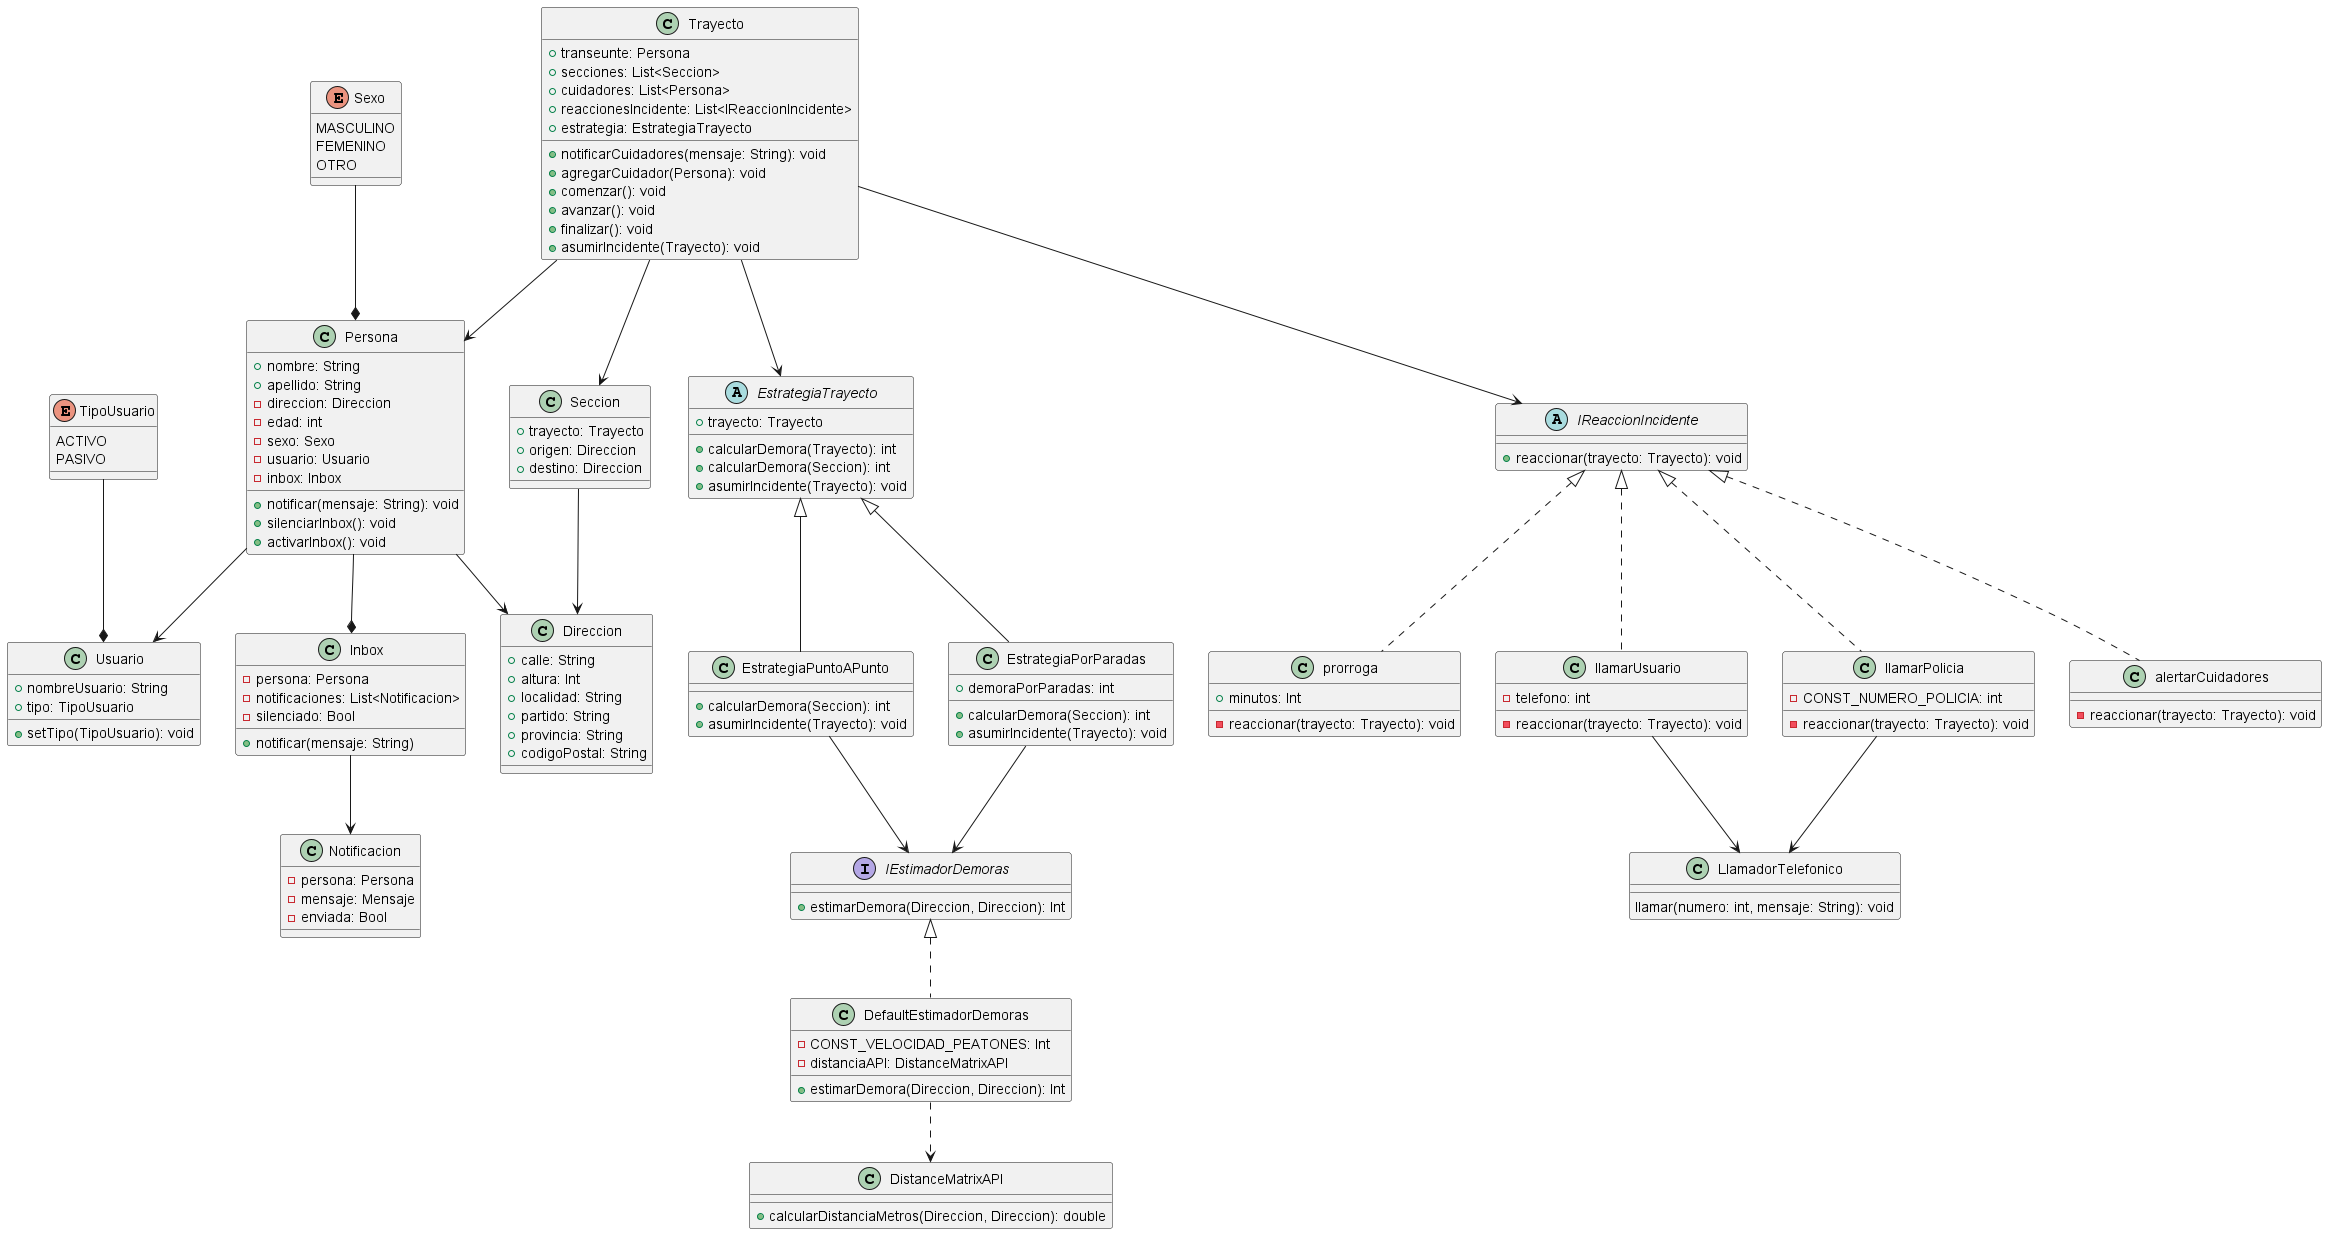 C Trayecto
transeunte: Persona
secciones: List<Seccion>
cuidadores: List<Persona>
reaccionesIncidente: List<IReaccionIncidente>
estrategia: EstrategiaTrayecto
notificarCuidadores(mensaje: String): void
agregarCuidador(Persona): void
comenzar(): void
avanzar(): void
finalizar(): void
asumirIncidente(Trayecto): void
E Sexo
MASCULINO
FEMENINO
OTRO
C Persona
nombre: String
apellido: String
direccion: Direccion
edad: int
sexo: Sexo
usuario: Usuario
inbox: Inbox
notificar(mensaje: String): void
silenciarInbox(): void
activarInbox(): void
E TipoUsuario
ACTIVO
PASIVO
C Seccion
trayecto: Trayecto
origen: Direccion
destino: Direccion
A EstrategiaTrayecto
trayecto: Trayecto
calcularDemora(Trayecto): int
calcularDemora(Seccion): int
asumirIncidente(Trayecto): void
A IReaccionIncidente
reaccionar(trayecto: Trayecto): void
C Usuario
nombreUsuario: String
tipo: TipoUsuario
setTipo(TipoUsuario): void
C Inbox
persona: Persona
notificaciones: List<Notificacion>
silenciado: Bool
notificar(mensaje: String)
C Direccion
calle: String
altura: Int
localidad: String
partido: String
provincia: String
codigoPostal: String
C EstrategiaPuntoAPunto
calcularDemora(Seccion): int
asumirIncidente(Trayecto): void
C EstrategiaPorParadas
demoraPorParadas: int
calcularDemora(Seccion): int
asumirIncidente(Trayecto): void
C prorroga
minutos: Int
reaccionar(trayecto: Trayecto): void
C llamarUsuario
telefono: int
reaccionar(trayecto: Trayecto): void
C llamarPolicia
CONST_NUMERO_POLICIA: int
reaccionar(trayecto: Trayecto): void
C alertarCuidadores
reaccionar(trayecto: Trayecto): void
C Notificacion
persona: Persona
mensaje: Mensaje
enviada: Bool
I IEstimadorDemoras
estimarDemora(Direccion, Direccion): Int
C LlamadorTelefonico
llamar(numero: int, mensaje: String): void
C DefaultEstimadorDemoras
CONST_VELOCIDAD_PEATONES: Int
distanciaAPI: DistanceMatrixAPI
estimarDemora(Direccion, Direccion): Int
C DistanceMatrixAPI
calcularDistanciaMetros(Direccion, Direccion): double